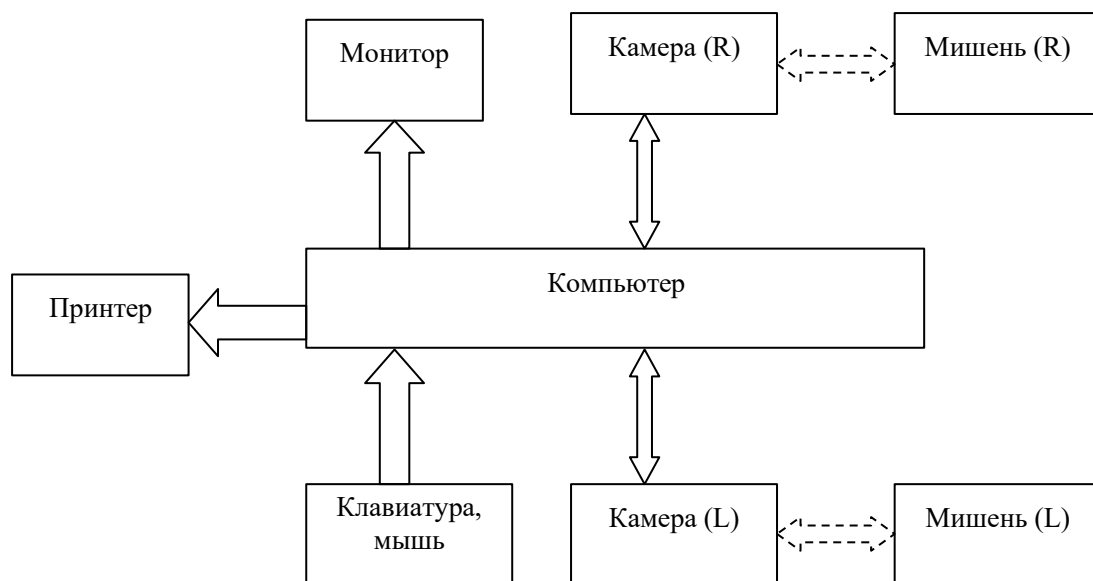 Монитор
Камера (R)
Мишень (R)
Компьютер
Принтер
Клавиатура,
мышь
Камера (L)
Мишень (L)